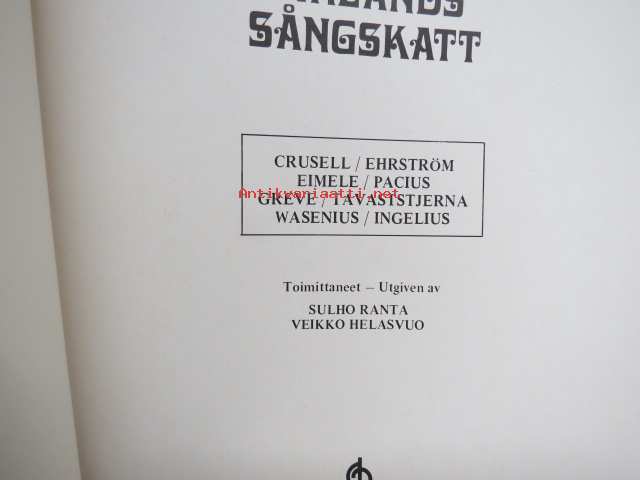 SÅNGSKATT
CRUSELL / EHRSTRÖM
EIMELE / PACIUS
Antikvariaatti.net
GREVE / TAVASTSTJERNA
WASENIUS / INGELIUS
Toimittaneet – Utgiven av
SULHO RANTA
VEIKKO HELASVUO